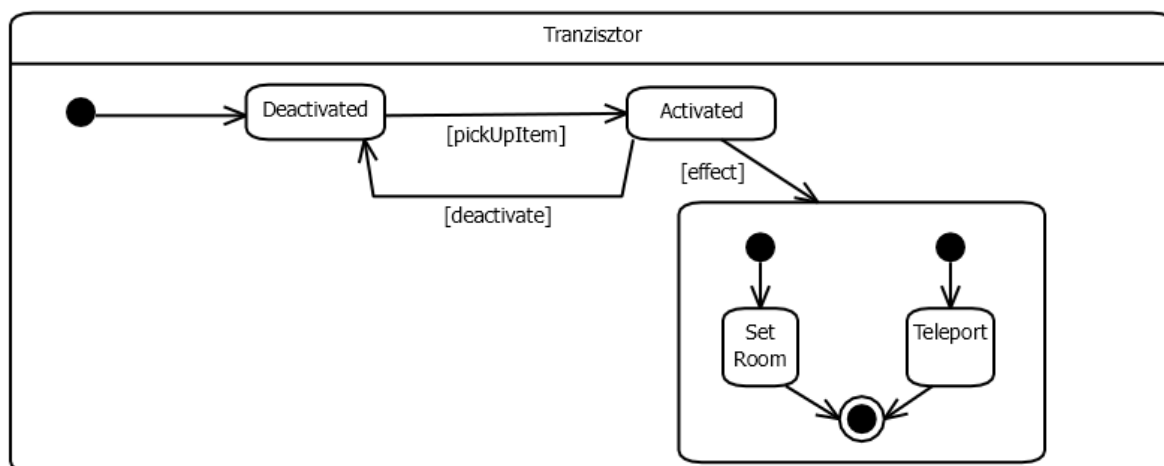 Tranzisztor
Deactivated
[pickUpItem]
Activated
[deactivate]
[effect]
Set
Room
Teleport